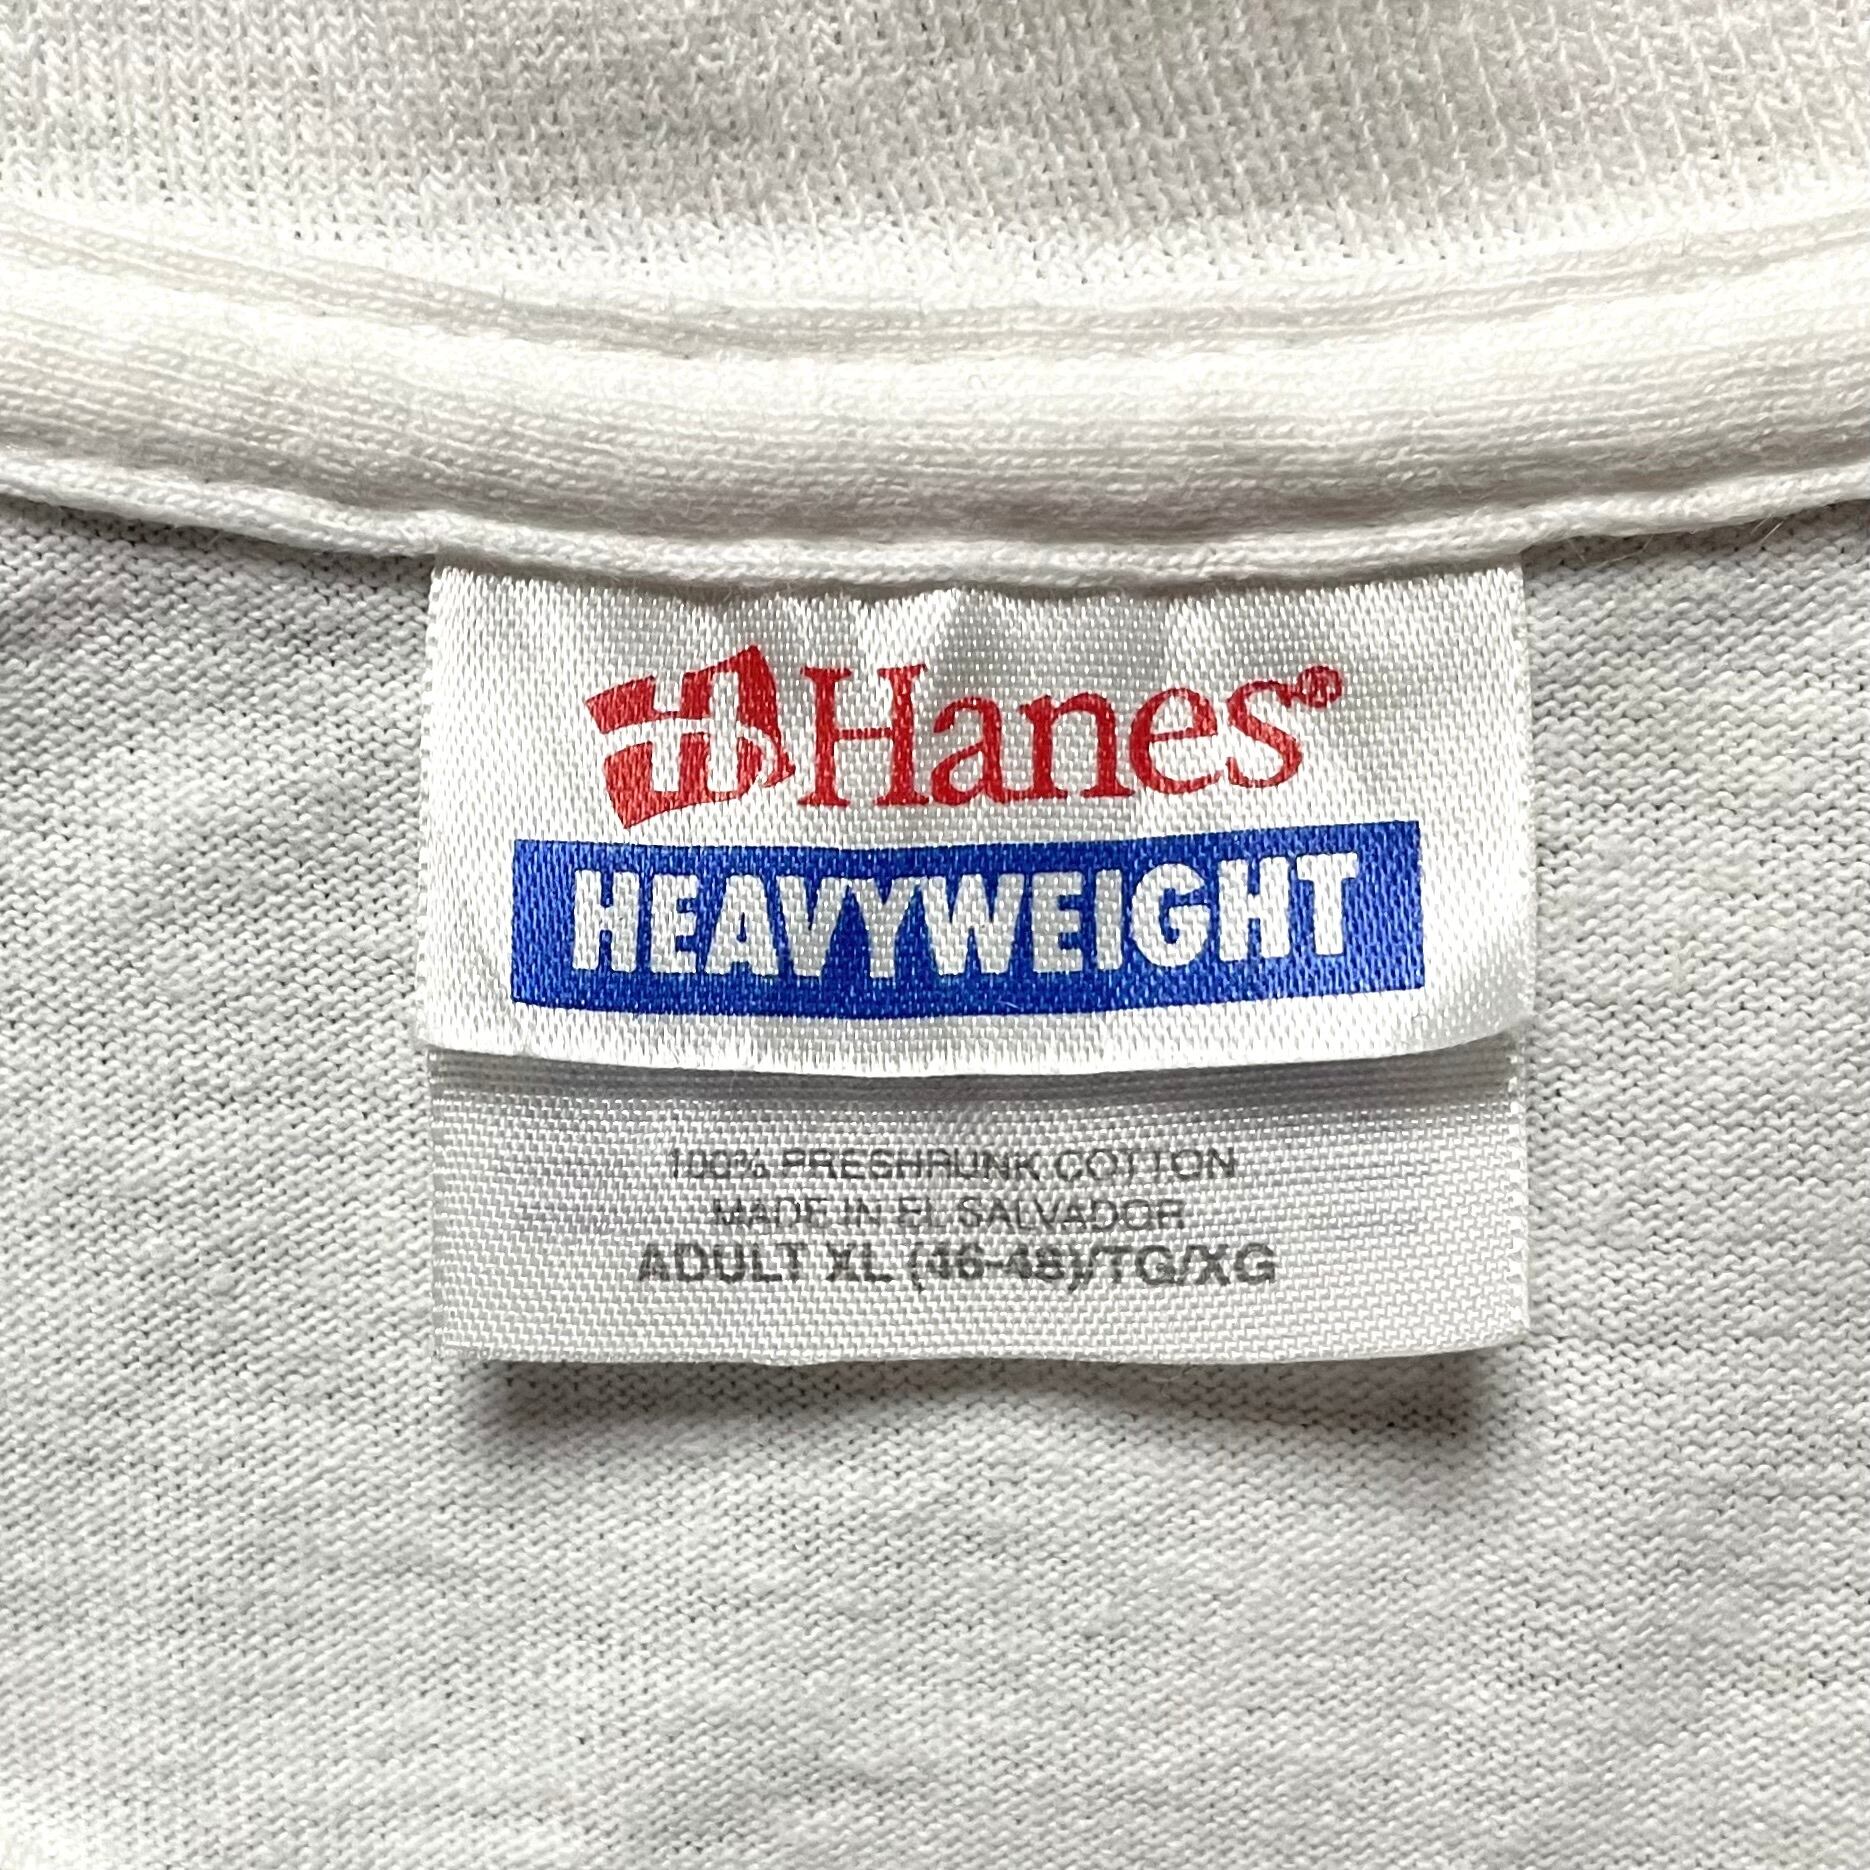 Hanes®
HEAVYWEIGHT
100% PRESHRUNK COTTON
MADE IN EL SALVADOR
ADULT XL (46-48)/TG/XG